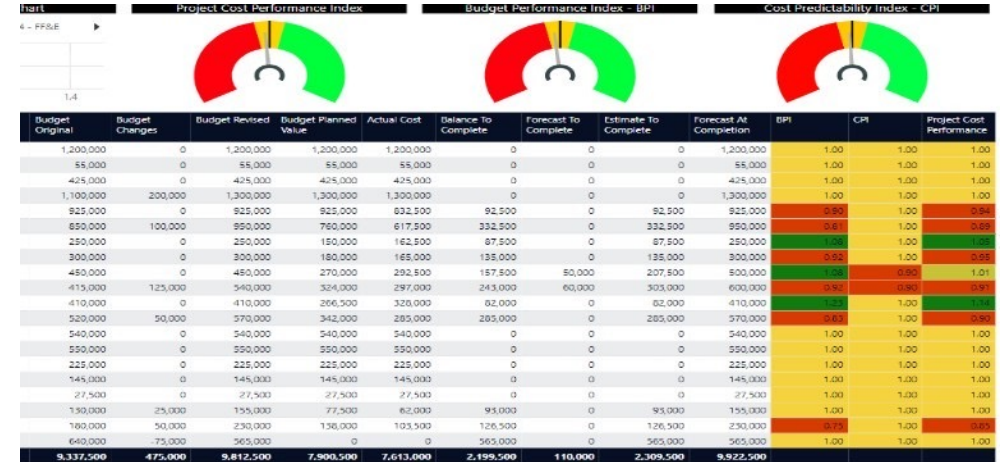 hart
Project Cost Performance Index
Budget Performance Index - BPI
Cost Predictability Index - CPI
4 - FF&E
1.4
Budget Original Budget Changes Budget Revised Budget Planned Value Actual Cost Balance To Complete Forecast To Complete Estimate To Complete Forecast At Completion BPI CPI Project Cost Performance
1,200,000 0 1,200,000 1,200,000 1,200,000 0 0 0 1,200,000 1.00 1.00 1.00
55,000 0 55,000 55,000 55,000 0 0 0 55,000 1.00 1.00 1.00
425,000 0 425,000 425,000 425,000 0 0 0 425,000 1.00 1.00 1.00
1,100,000 200,000 1,300,000 1,300,000 1,300,000 0 0 0 1,300,000 1.00 1.00 1.00
925,000 0 925,000 925,000 832,500 92,500 0 92,500 925,000 0.90 1.00 0.94
850,000 100,000 950,000 760,000 617,500 332,500 0 332,500 950,000 0.81 1.00 0.89
250,000 0 250,000 150,000 162,500 87,500 0 87,500 250,000 1.08 1.00 1.05
300,000 0 300,000 180,000 165,000 135,000 0 135,000 300,000 0.92 1.00 0.95
450,000 0 450,000 270,000 292,500 157,500 50,000 207,500 500,000 1.08 0.90 1.01
415,000 125,000 540,000 324,000 297,000 243,000 60,000 303,000 600,000 0.92 0.90 0.91
410,000 0 410,000 266,500 328,000 82,000 0 82,000 410,000 1.23 1.00 1.14
520,000 50,000 570,000 342,000 285,000 285,000 0 285,000 570,000 0.83 1.00 0.90
540,000 0 540,000 540,000 540,000 0 0 0 540,000 1.00 1.00 1.00
550,000 0 550,000 550,000 550,000 0 0 0 550,000 1.00 1.00 1.00
225,000 0 225,000 225,000 225,000 0 0 0 225,000 1.00 1.00 1.00
145,000 0 145,000 145,000 145,000 0 0 0 145,000 1.00 1.00 1.00
27,500 0 27,500 27,500 27,500 0 0 0 27,500 1.00 1.00 1.00
130,000 25,000 155,000 77,500 62,000 93,000 0 93,000 155,000 1.00 1.00 1.00
180,000 50,000 230,000 138,000 103,500 126,500 0 126,500 230,000 0.75 1.00 0.85
640,000 -75,000 565,000 0 0 565,000 0 565,000 565,000 1.00 1.00 1.00
9,337,500 475,000 9,812,500 7,900,500 7,613,000 2,199,500 110,000 2,309,500 9,922,500